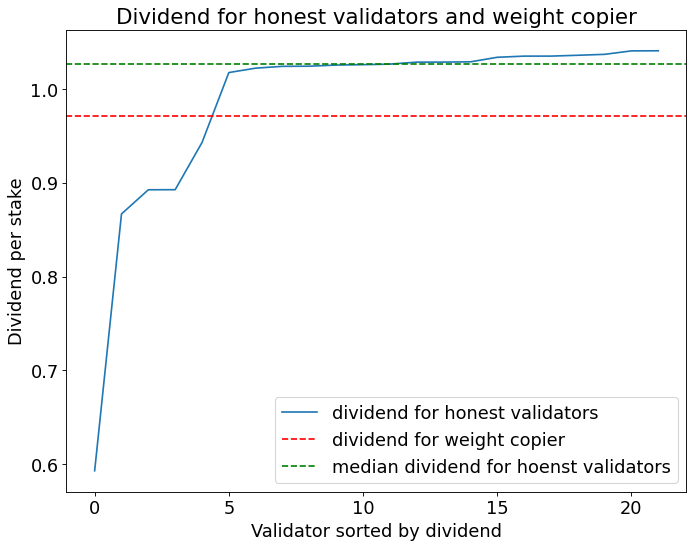 Dividend for honest validators and weight copier
Dividend per stake
1.0
0.9
0.8
0.7
0.6
dividend for honest validators
dividend for weight copier
median dividend for hoenst validators
0
5
10
15
20
Validator sorted by dividend